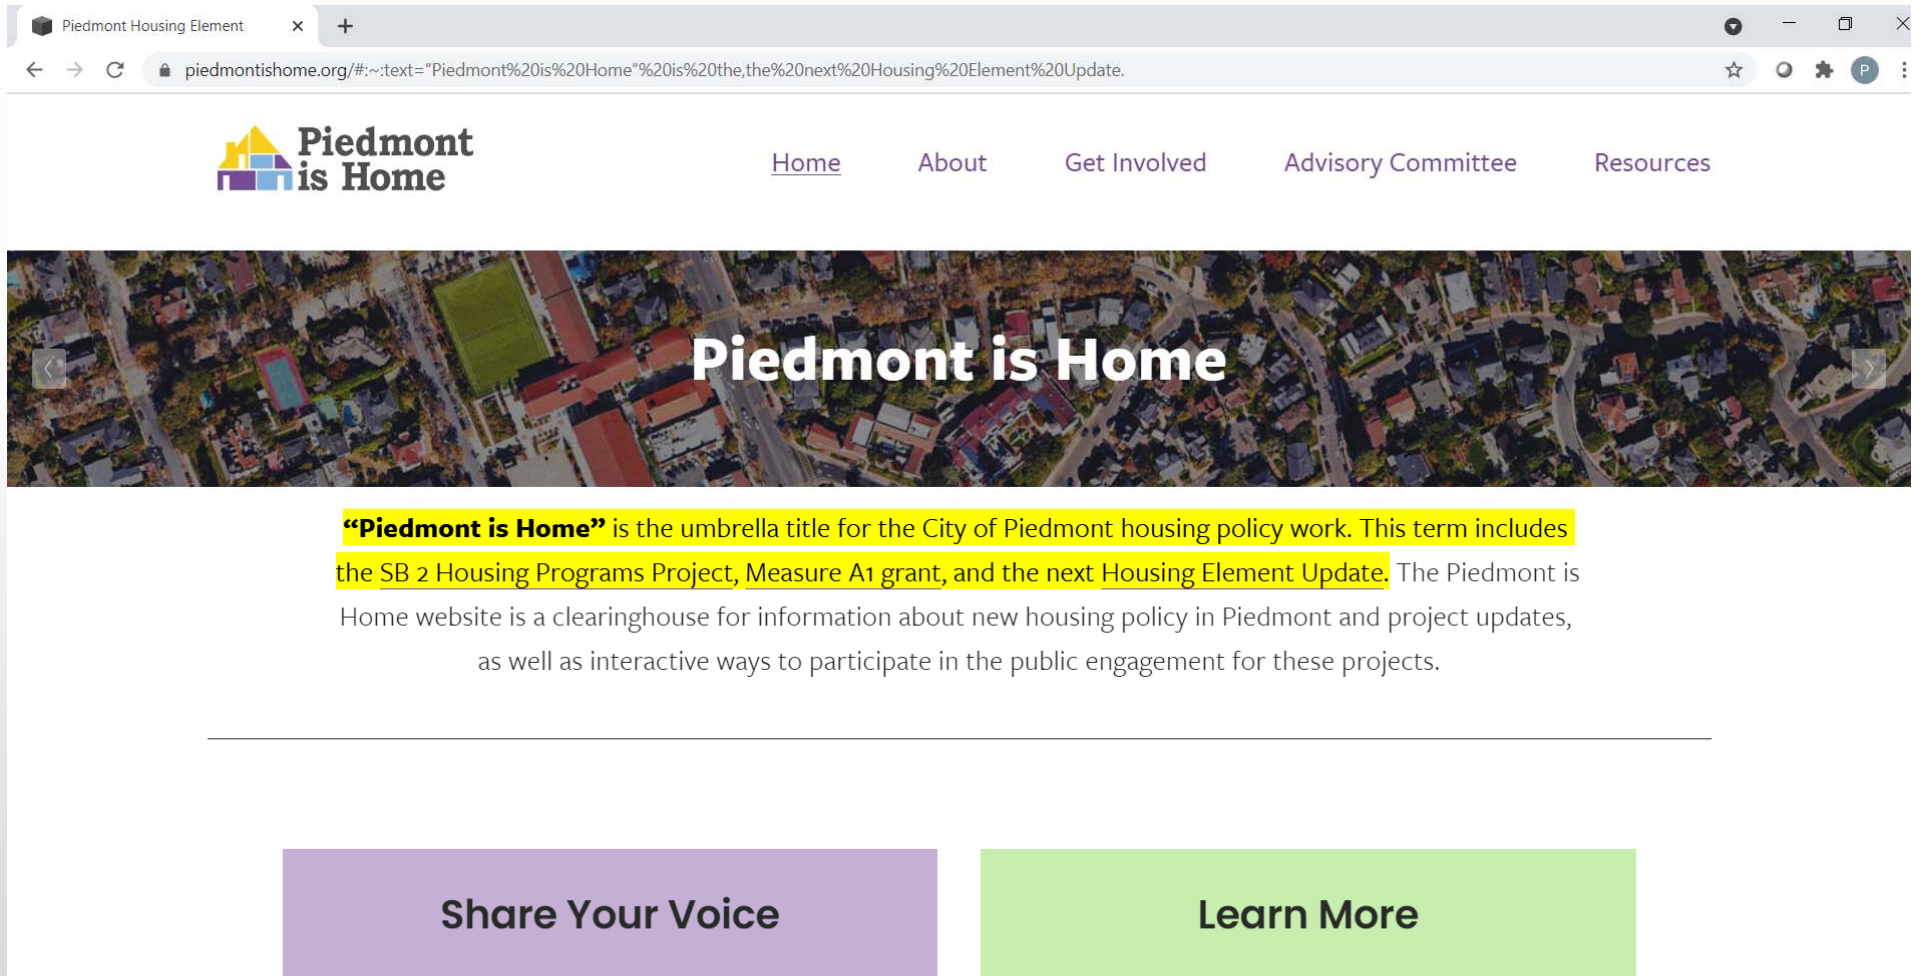 Piedmont Housing Element
piedmontishome.org/#:~:text="Piedmont%20is%20Home"%20is%20the,the%20next%20Housing%20Element%20Update.
P
Piedmont
is Home
Home About Get Involved Advisory Committee Resources
Piedmont is Home
“Piedmont is Home” is the umbrella title for the City of Piedmont housing policy work. This term includes
the SB 2 Housing Programs Project, Measure A1 grant, and the next Housing Element Update. The Piedmont is
Home website is a clearinghouse for information about new housing policy in Piedmont and project updates,
as well as interactive ways to participate in the public engagement for these projects.
Share Your Voice
Learn More